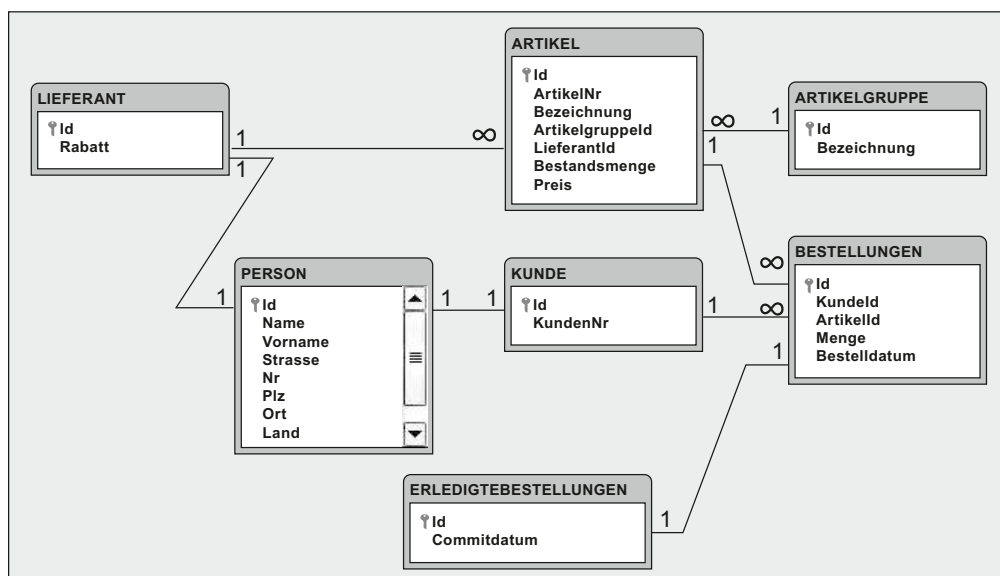 ARTIKEL
Id
ArtikelNr
Bezeichnung
ArtikelgruppeId
LieferantId
Bestandsmenge
Preis
LIEFERANT
Id
Rabatt
ARTIKELGRUPPE
Id
Bezeichnung
1
∞
∞
1
1
1
BESTELLUNGEN
Id
KundeId
ArtikelId
Menge
Bestelldatum
∞
∞
1
PERSON
Id
Name
Vorname
Strasse
Nr
Plz
Ort
Land
1
1
1
KUNDE
Id
KundenNr
1
ERLEDIGTEBESTELLUNGEN
Id
Commitdatum
1